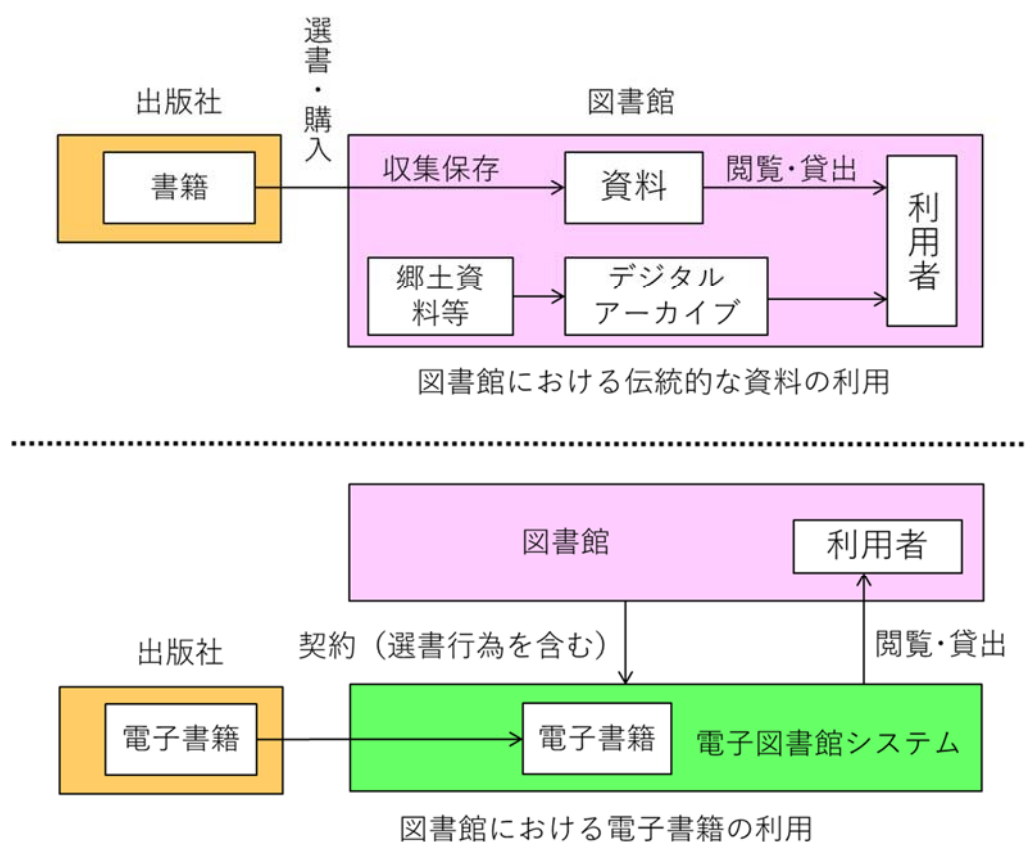 選書・購入
出版社
図書館
書籍
収集保存
資料
閲覧・貸出
利用者
郷土資
料等
デジタル
アーカイブ
図書館における伝統的な資料の利用
図書館
利用者
契約（選書行為を含む）
閲覧・貸出
出版社
電子書籍
電子書籍
電子図書館システム
図書館における電子書籍の利用